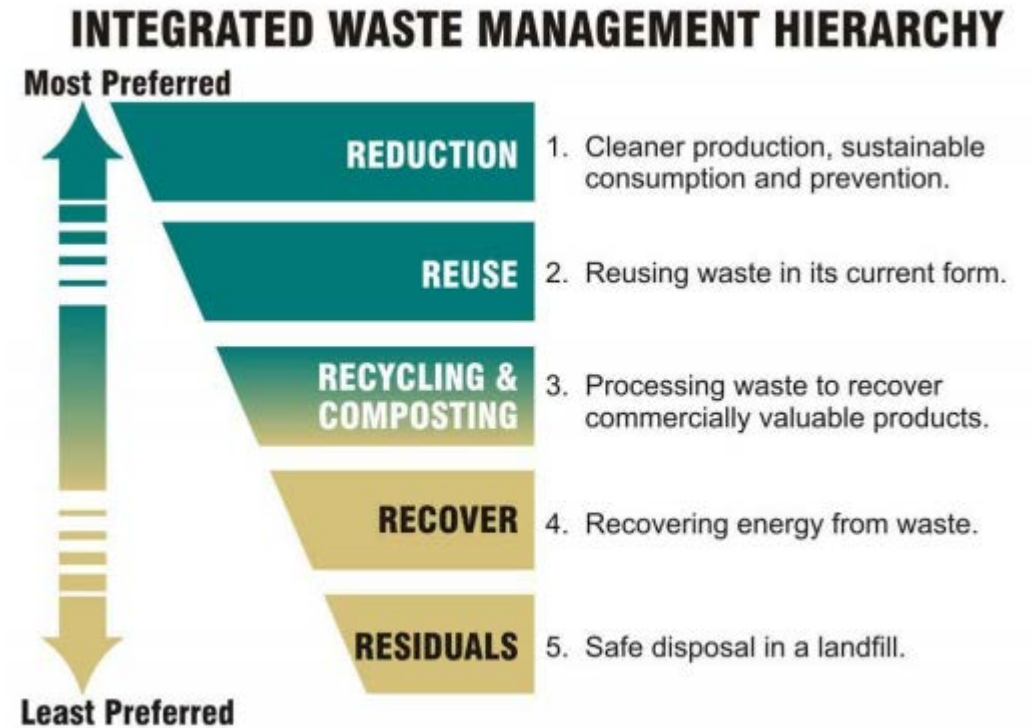 INTEGRATED WASTE MANAGEMENT HIERARCHY
Most Preferred
REDUCTION
1. Cleaner production, sustainable
consumption and prevention.
REUSE
2. Reusing waste in its current form.
RECYCLING &
COMPOSTING
3. Processing waste to recover
commercially valuable products.
RECOVER
4. Recovering energy from waste.
RESIDUALS
5. Safe disposal in a landfill.
Least Preferred